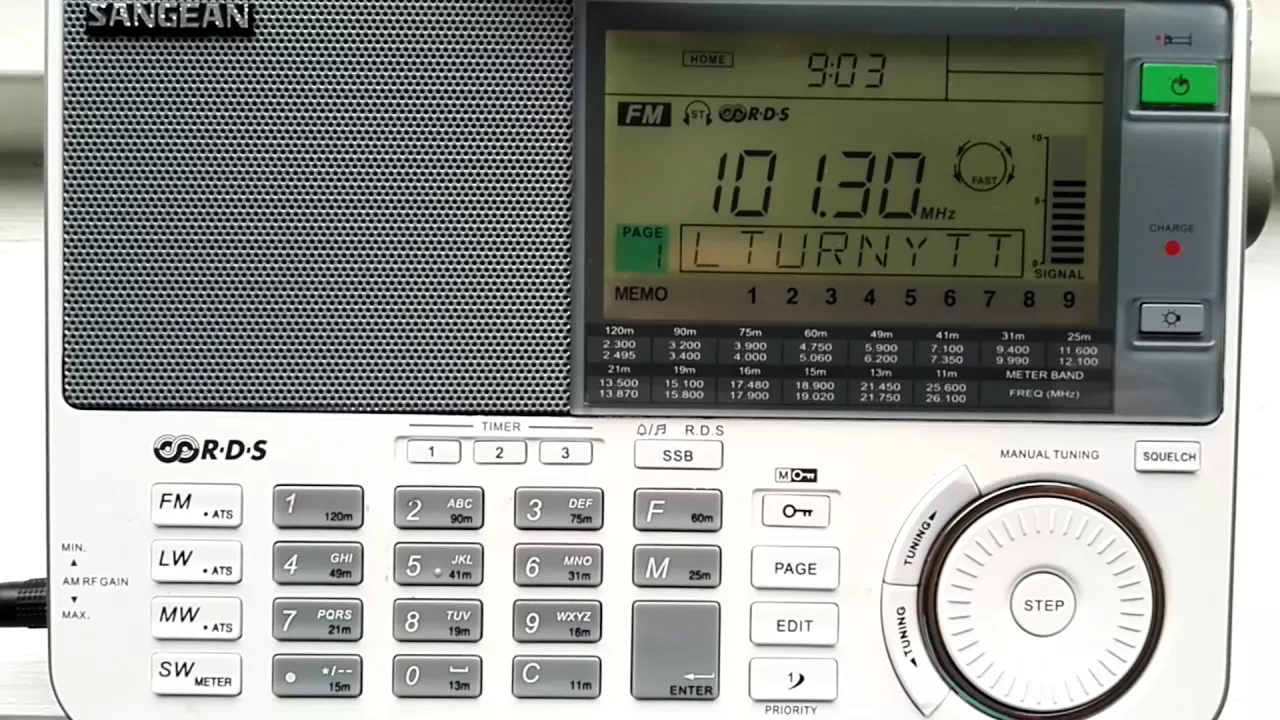 SANGEAN
HOME 9:03
FM ST R·D·S
101.30 MHz
FAST
10
5
0
SIGNAL
PAGE 1
LTURNYTT
MEMO 1 2 3 4 5 6 7 8 9
CHARGE
120m 90m 75m 60m 49m 41m 31m 25m
2.300 3.200 3.900 4.750 5.900 7.100 9.400 11.600
2.495 3.400 4.000 5.060 6.200 7.350 9.990 12.100
21m 19m 16m 15m 13m 11m METER BAND
13.500 15.100 17.480 18.900 21.450 25.600 FREQ (MHz)
13.870 15.800 17.900 19.020 21.750 26.100
R·D·S
TIMER
1 2 3
R.D.S
SSB
MANUAL TUNING
SQUELCH
M
FM • ATS
1 120m
2 ABC 90m
3 DEF 75m
F 60m
TUNING
MIN.
AM RF GAIN
MAX.
LW • ATS
4 GHI 49m
5 JKL 41m
6 MNO 31m
M 25m
PAGE
STEP
MW • ATS
7 PQRS 21m
8 TUV 19m
9 WXYZ 16m
EDIT
TUNING
SW METER
*/-- 15m
0 13m
C 11m
ENTER
1
PRIORITY